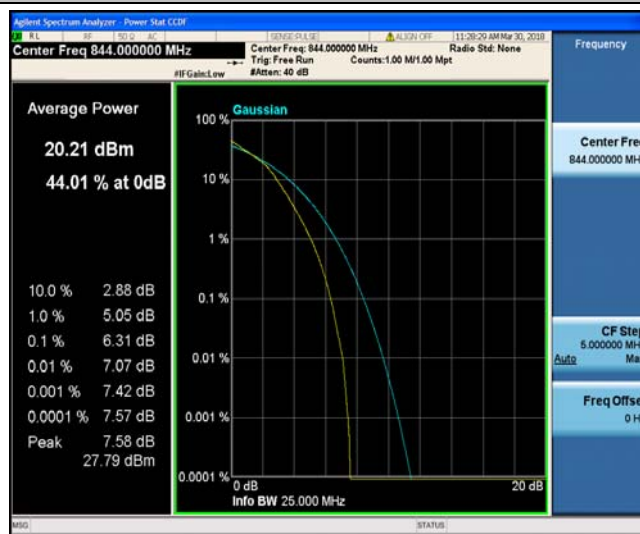 Agilent Spectrum Analyzer - Power Stat CCDF
RL RF 50 Ω AC SENSE:PULSE ALIGN OFF 11:28:29 AM Mar 30, 2018
Center Freq 844.000000 MHz
Center Freq: 844.000000 MHz Radio Std: None
Trig: Free Run Counts:1.00 M/1.00 Mpt
#IFGain:Low #Atten: 40 dB
Frequency
Average Power
20.21 dBm
44.01 % at 0dB
10.0 % 2.88 dB
1.0 % 5.05 dB
0.1 % 6.31 dB
0.01 % 7.07 dB
0.001 % 7.42 dB
0.0001 % 7.57 dB
Peak 7.58 dB
27.79 dBm
Gaussian
100 %
10 %
1 %
0.1 %
0.01 %
0.001 %
0.0001 %
0 dB 20 dB
Info BW 25.000 MHz
Center Fre
844.000000 MH
CF Ste
5.000000 MH
Auto Ma
Freq Offse
0 H
MSG STATUS